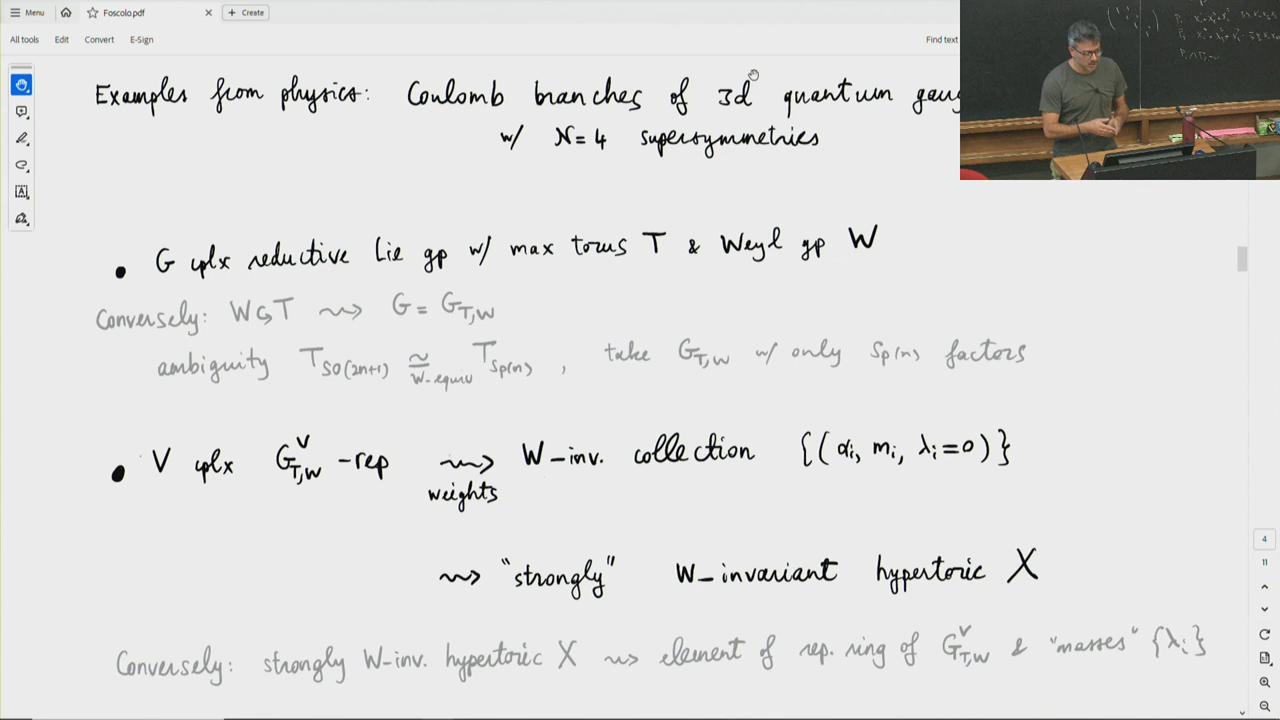 Menu
Foscolo.pdf
Create
All tools Edit Convert E-Sign
Find text
Examples from physics: Coulomb branches of 3d quantum gaug
w/ N=4 supersymmetries
• G cplx reductive Lie gp w/ max torus T & Weyl gp W
Conversely: W↻T ⇝ G = G_{T,W}
ambiguity T_{SO(2n+1)} ≅_{W-equiv} T_{Sp(n)}, take G_{T,W} w/ only Sp(n) factors
• V cplx G^∨_{T,W} -rep ⇝ W-inv. collection {(αi, mi, λi=0)}
weights
⇝ "strongly" W-invariant hypertoric X
Conversely: strongly W-inv. hypertoric X ⇝ element of rep. ring of G^∨_{T,W} & "masses" {λi}
4
11